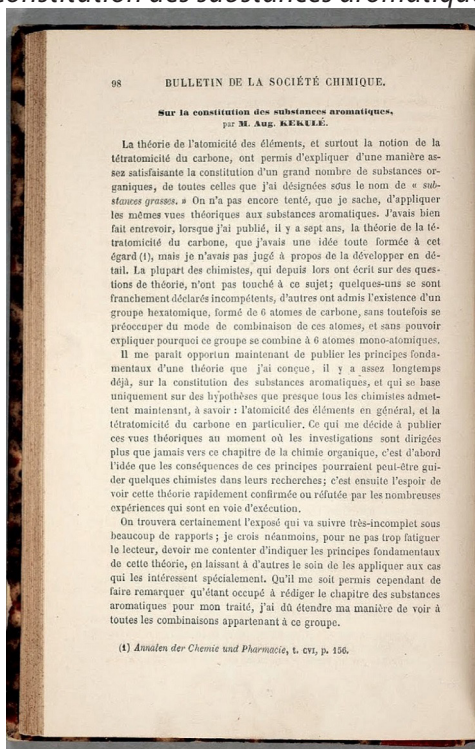 onstitution des substances aromatiqu
98 BULLETIN DE LA SOCIÉTÉ CHIMIQUE.
Sur la constitution des substances aromatiques,
par M. Aug. KEKULÉ.
La théorie de l'atomicité des éléments, et surtout la notion de la
tétratomicité du carbone, ont permis d'expliquer d'une manière as-
sez satisfaisante la constitution d'un grand nombre de substances or-
ganiques, de toutes celles que j'ai désignées sous le nom de « sub-
stances grasses. » On n'a pas encore tenté, que je sache, d'appliquer
les mêmes vues théoriques aux substances aromatiques. J'avais bien
fait entrevoir, lorsque j'ai publié, il y a sept ans, la théorie de la té-
tratomicité du carbone, que j'avais une idée toute formée à cet
égard (1), mais je n'avais pas jugé à propos de la développer en dé-
tail. La plupart des chimistes, qui depuis lors ont écrit sur des ques-
tions de théorie, n'ont pas touché à ce sujet; quelques-uns se sont
franchement déclarés incompétents, d'autres ont admis l'existence d'un
groupe hexatomique, formé de 6 atomes de carbone, sans toutefois se
préoccuper du mode de combinaison de ces atomes, et sans pouvoir
expliquer pourquoi ce groupe se combine à 6 atomes mono-atomiques.
Il me paraît opportun maintenant de publier les principes fonda-
mentaux d'une théorie que j'ai conçue, il y a assez longtemps
déjà, sur la constitution des substances aromatiques, et qui se base
uniquement sur des hypothèses que presque tous les chimistes admet-
tent maintenant, à savoir : l'atomicité des éléments en général, et la
tétratomicité du carbone en particulier. Ce qui me décide à publier
ces vues théoriques au moment où les investigations sont dirigées
plus que jamais vers ce chapitre de la chimie organique, c'est d'abord
l'idée que les conséquences de ces principes pourraient peut-être gui-
der quelques chimistes dans leurs recherches; c'est ensuite l'espoir de
voir cette théorie rapidement confirmée ou réfutée par les nombreuses
expériences qui sont en voie d'exécution.
On trouvera certainement l'exposé qui va suivre très-incomplet sous
beaucoup de rapports; je crois néanmoins, pour ne pas trop fatiguer
le lecteur, devoir me contenter d'indiquer les principes fondamentaux
de cette théorie, en laissant à d'autres le soin de les appliquer aux cas
qui les intéressent spécialement. Qu'il me soit permis cependant de
faire remarquer qu'étant occupé à rédiger le chapitre des substances
aromatiques pour mon traité, j'ai dû étendre ma manière de voir à
toutes les combinaisons appartenant à ce groupe.
(1) Annalen der Chemie und Pharmacie, t. CVI, p. 156.